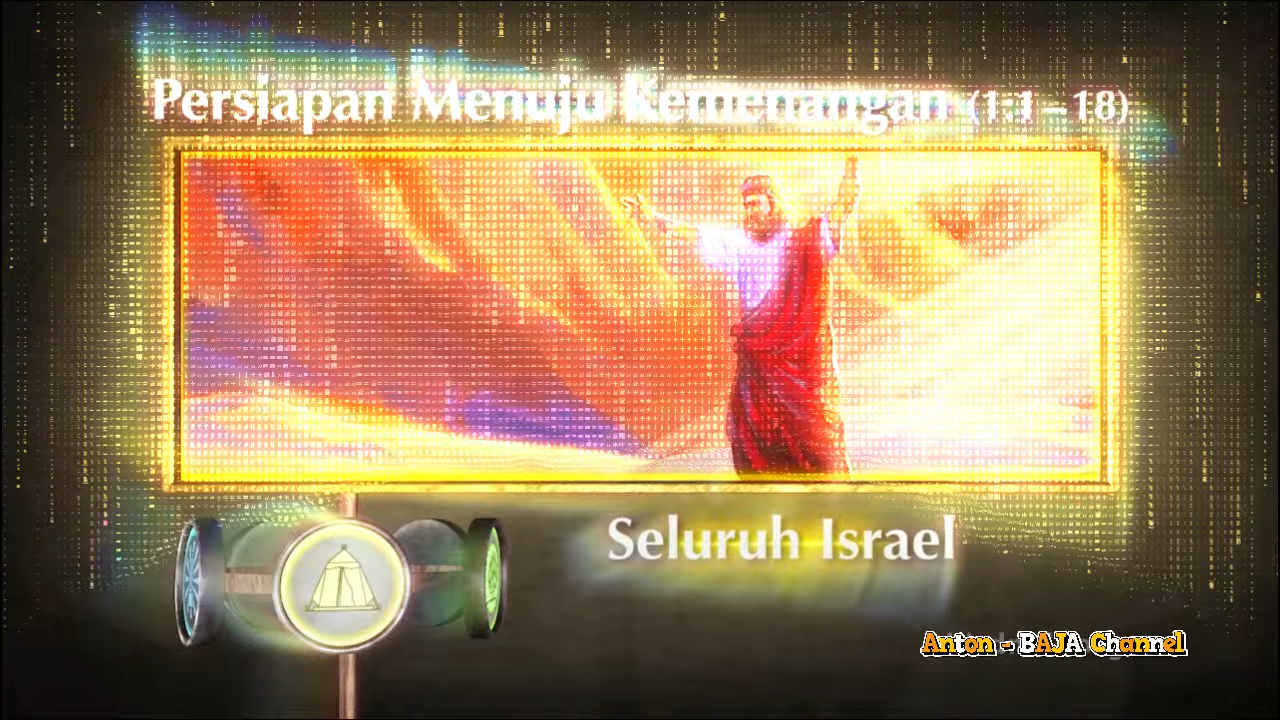 Persiapan Menuju Kemenangan (1:1 – 18)
Seluruh Israel
Anton - BAJA Channel